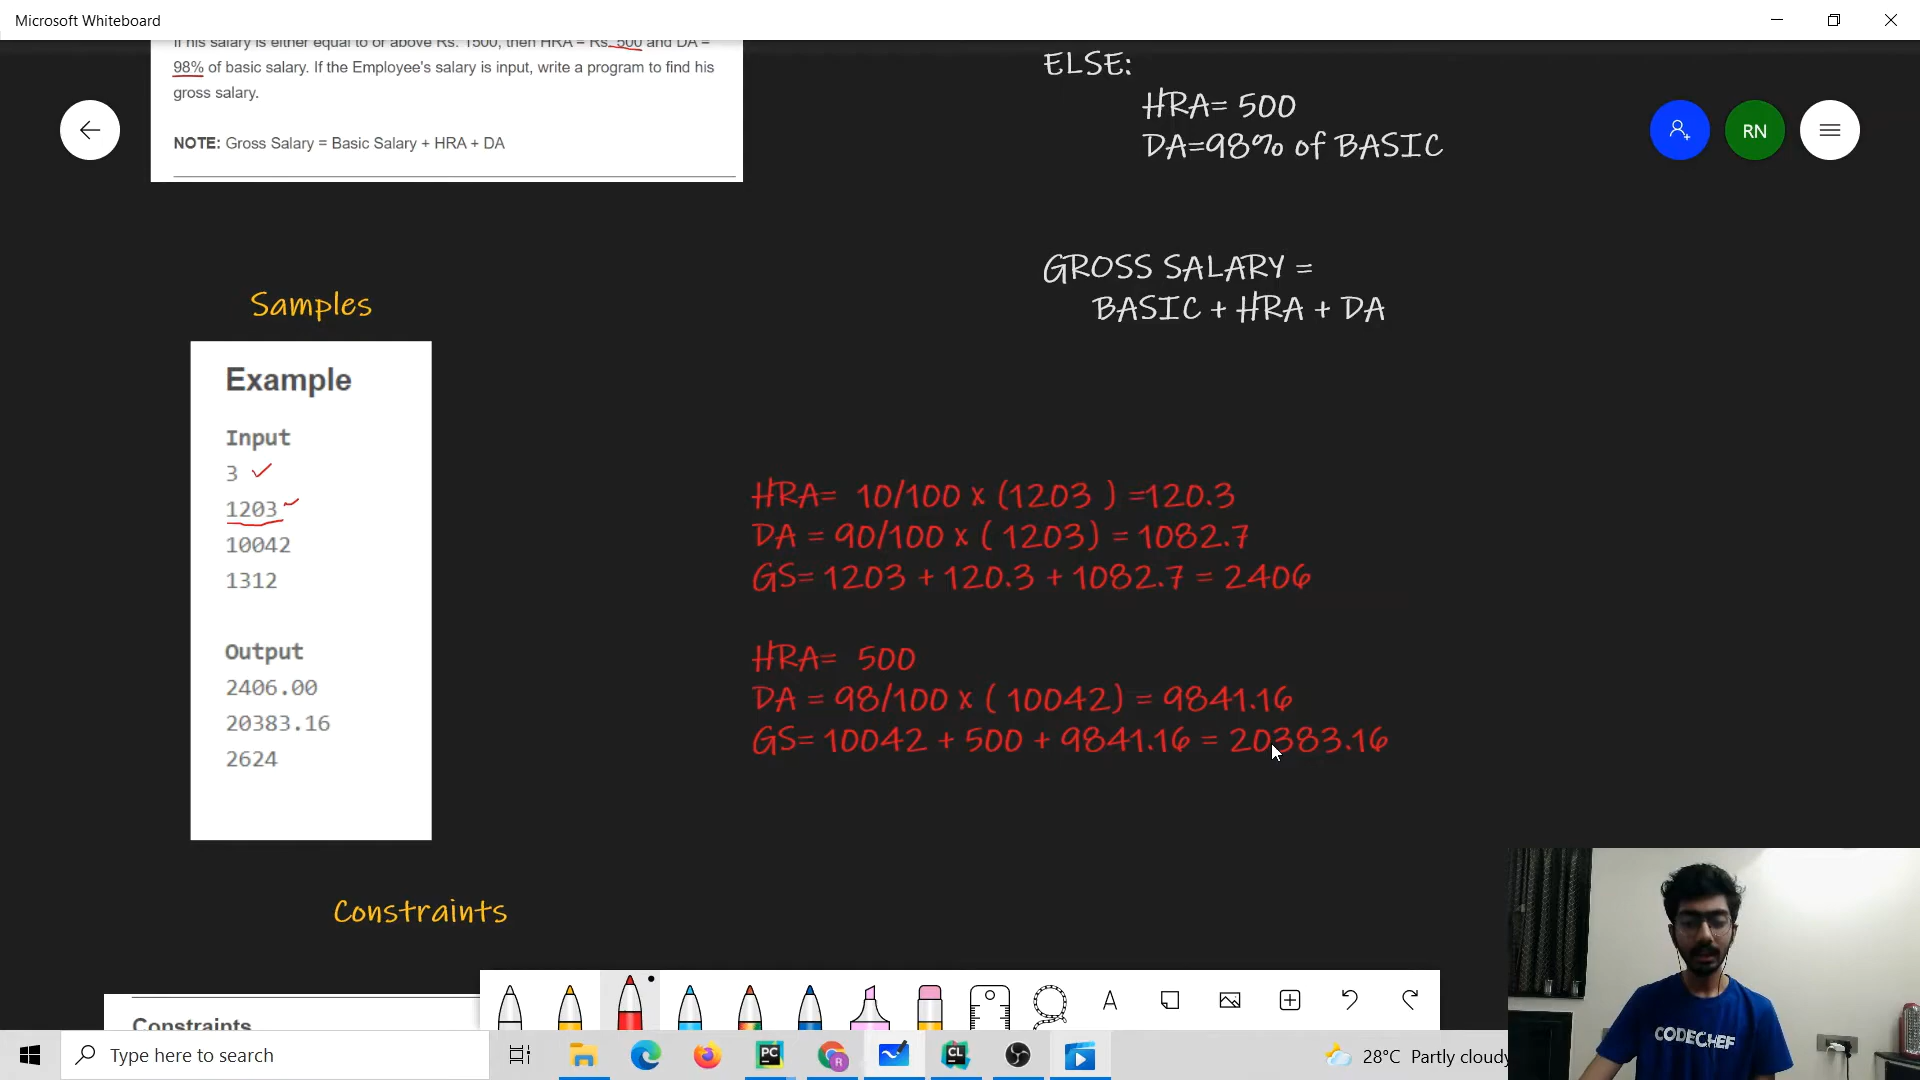 Microsoft Whiteboard
If his salary is either equal to or above Rs. 1500, then HRA = Rs. 500 and DA =
98% of basic salary. If the Employee's salary is input, write a program to find his
gross salary.
NOTE: Gross Salary = Basic Salary + HRA + DA
ELSE:
HRA= 500
DA=98% of BASIC
RN
GROSS SALARY =
BASIC + HRA + DA
Samples
Example
Input
3
1203
10042
1312
Output
2406.00
20383.16
2624
HRA= 10/100 x (1203 ) =120.3
DA = 90/100 x ( 1203) = 1082.7
GS= 1203 + 120.3 + 1082.7 = 2406
HRA= 500
DA = 98/100 x ( 10042) = 9841.16
GS= 10042 + 500 + 9841.16 = 20383.16
Constraints
Constraints
A
CODECHEF
Type here to search
PC
R
CL
28°C Partly cloudy